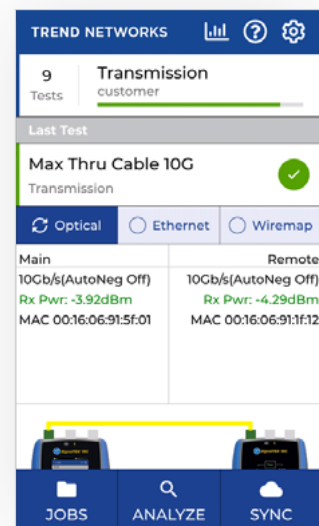 TREND NETWORKS
9
Tests
Transmission
customer
Last Test
Max Thru Cable 10G
Transmission
Optical
Ethernet
Wiremap
Main
Remote
10Gb/s(AutoNeg Off)
10Gb/s(AutoNeg Off)
Rx Pwr: -3.92dBm
Rx Pwr: -4.29dBm
MAC 00:16:06:91:5f:01
MAC 00:16:06:91:1f:12
JOBS
ANALYZE
SYNC